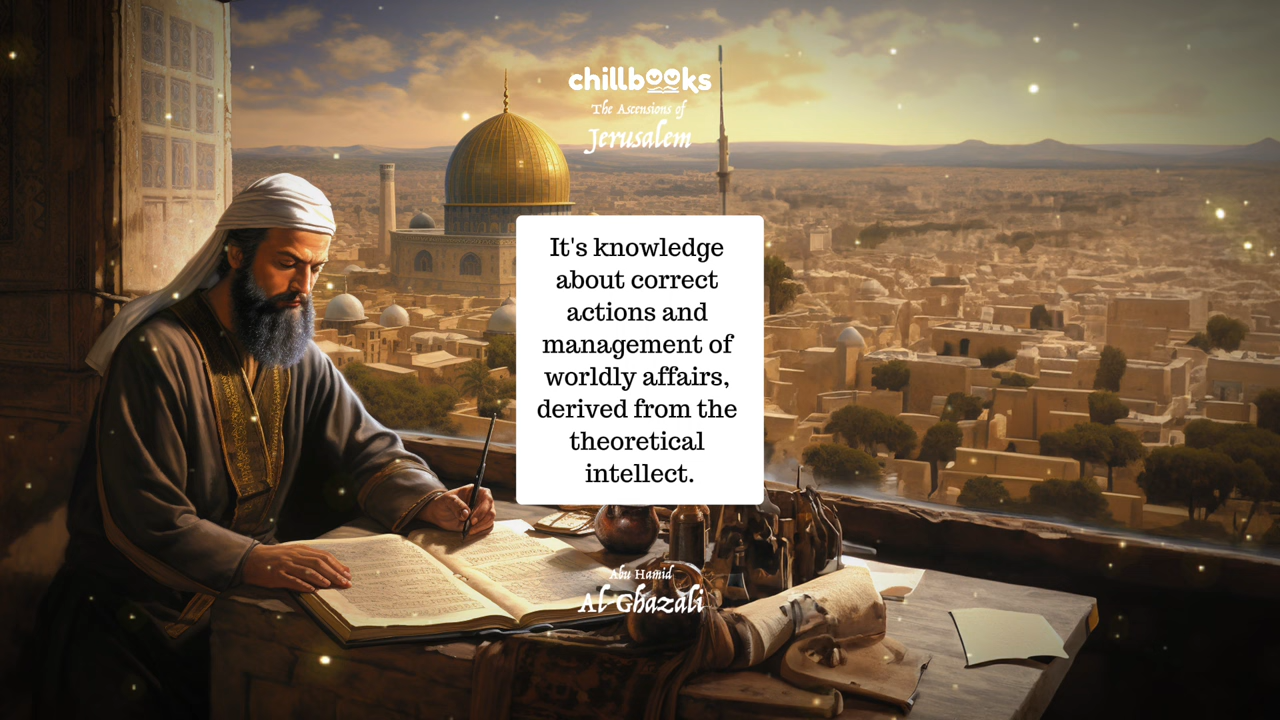 chillbooks
The Ascensions of
Jerusalem
It's knowledge
about correct
actions and
management of
worldly affairs,
derived from the
theoretical
intellect.
Abu Hamid
Al-Ghazali